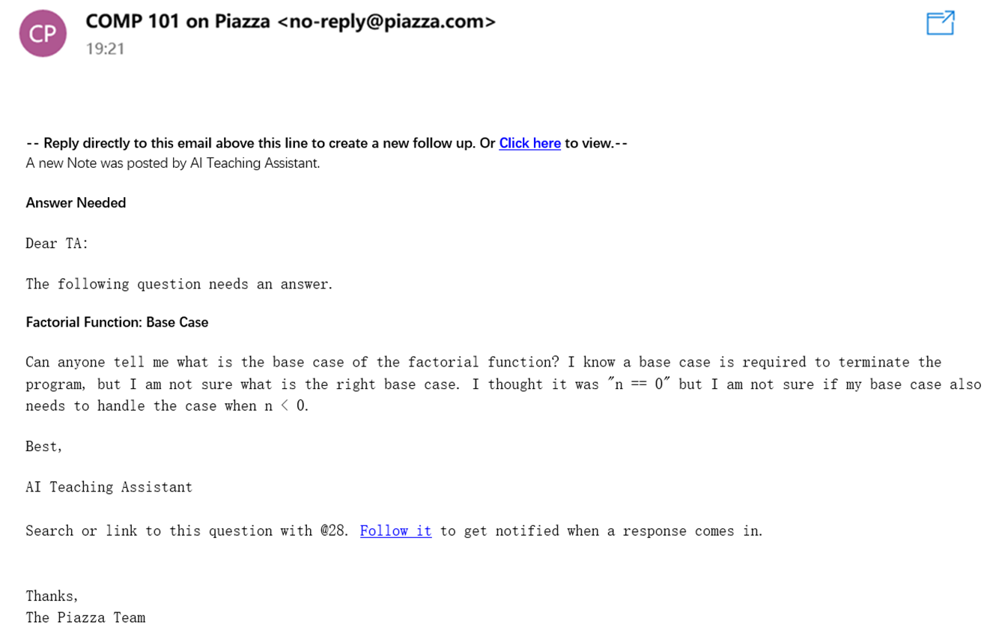 CP
COMP 101 on Piazza <no-reply@piazza.com>
19:21
-- Reply directly to this email above this line to create a new follow up. Or Click here to view.--
A new Note was posted by AI Teaching Assistant.
Answer Needed
Dear TA:
The following question needs an answer.
Factorial Function: Base Case
Can anyone tell me what is the base case of the factorial function? I know a base case is required to terminate the
program, but I am not sure what is the right base case. I thought it was "n == 0" but I am not sure if my base case also
needs to handle the case when n < 0.
Best,
AI Teaching Assistant
Search or link to this question with @28. Follow it to get notified when a response comes in.
Thanks,
The Piazza Team